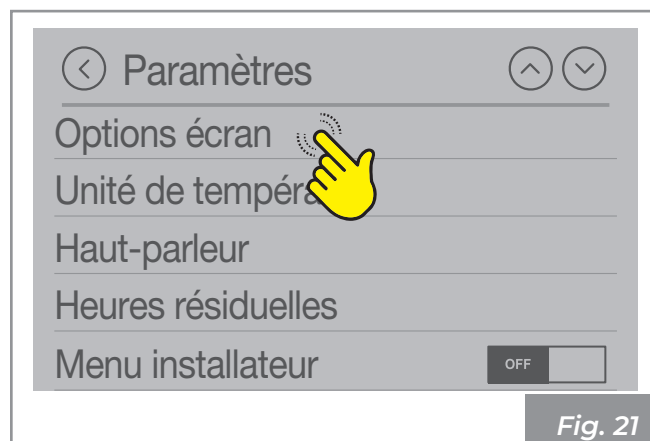 Paramètres
Options écran
Unité de tempéra
Haut-parleur
Heures résiduelles
Menu installateur
OFF
Fig. 21